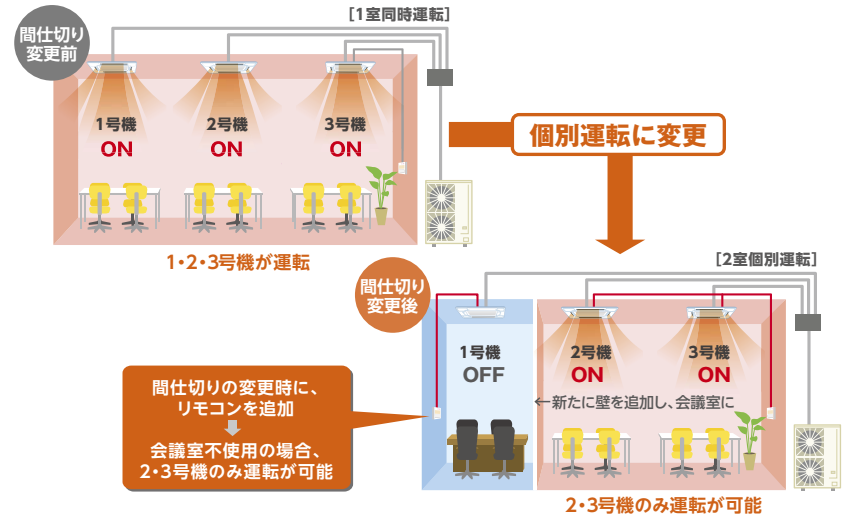 間仕切り
変更前
[1室同時運転]
1号機
ON
2号機
ON
3号機
ON
1・2・3号機が運転
個別運転に変更
間仕切り
変更後
[2室個別運転]
1号機
OFF
2号機
ON
3号機
ON
←新たに壁を追加し、会議室に
間仕切りの変更時に、
リモコンを追加
会議室不使用の場合、
2・3号機のみ運転が可能
2・3号機のみ運転が可能